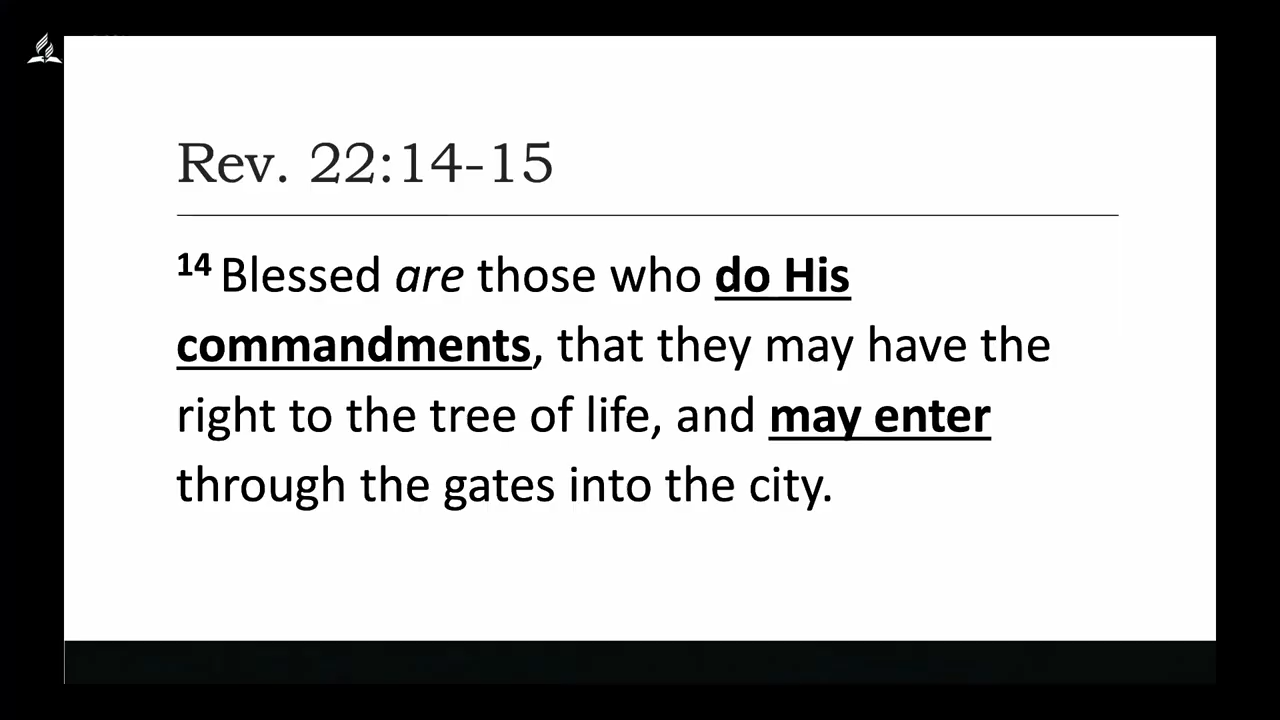 Rev. 22:14-15
14 Blessed are those who do His
commandments, that they may have the
right to the tree of life, and may enter
through the gates into the city.